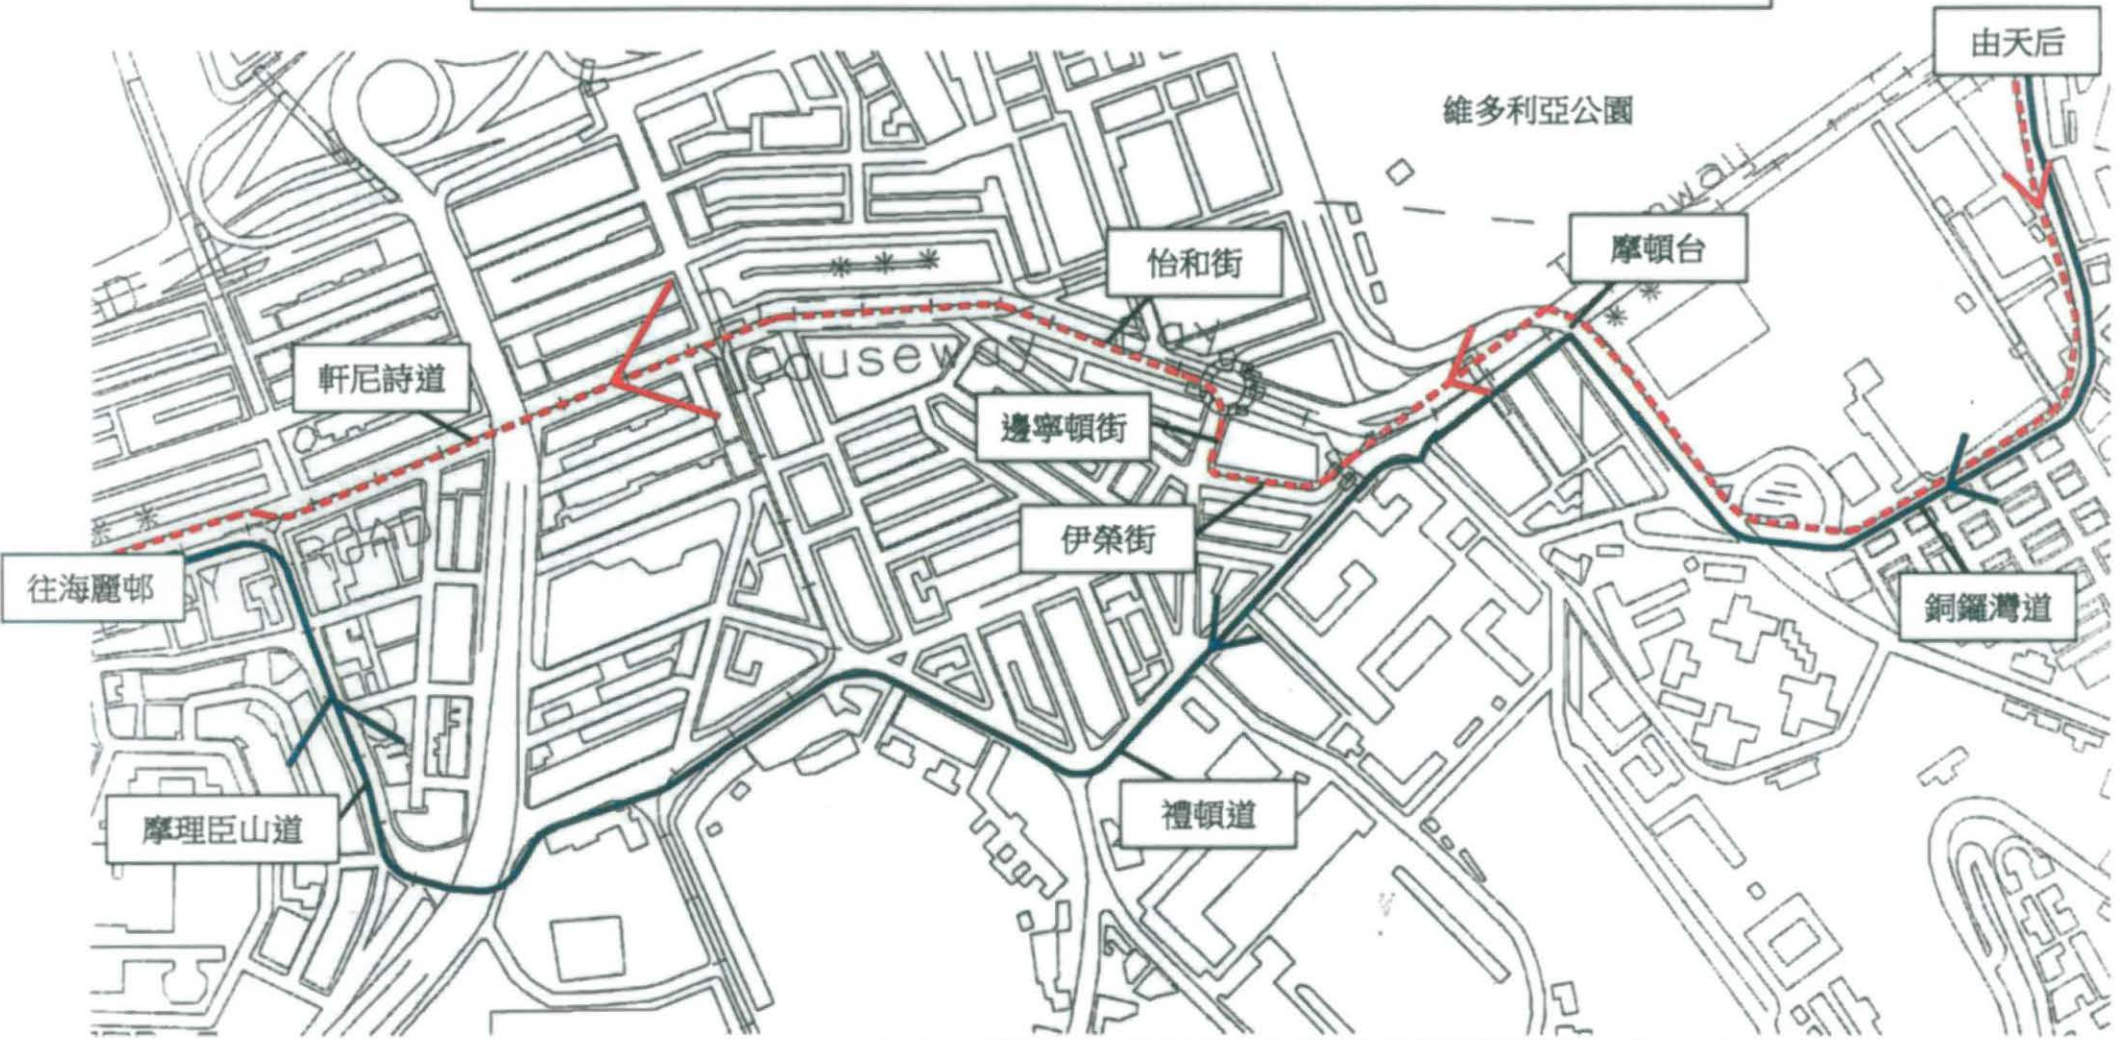 由天后
維多利亞公園
摩頓台
怡和街
軒尼詩道
Causeway
邊寧頓街
伊榮街
往海麗邨
銅鑼灣道
禮頓道
摩理臣山道